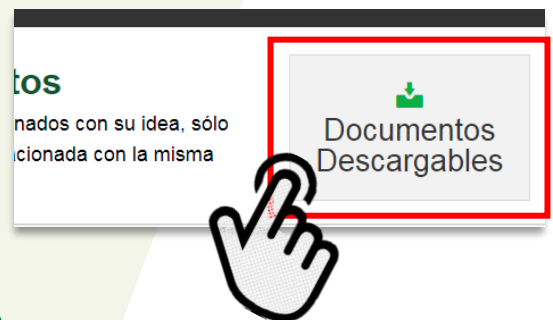 tos
nados con su idea, sólo
cionada con la misma
Documentos
Descargables